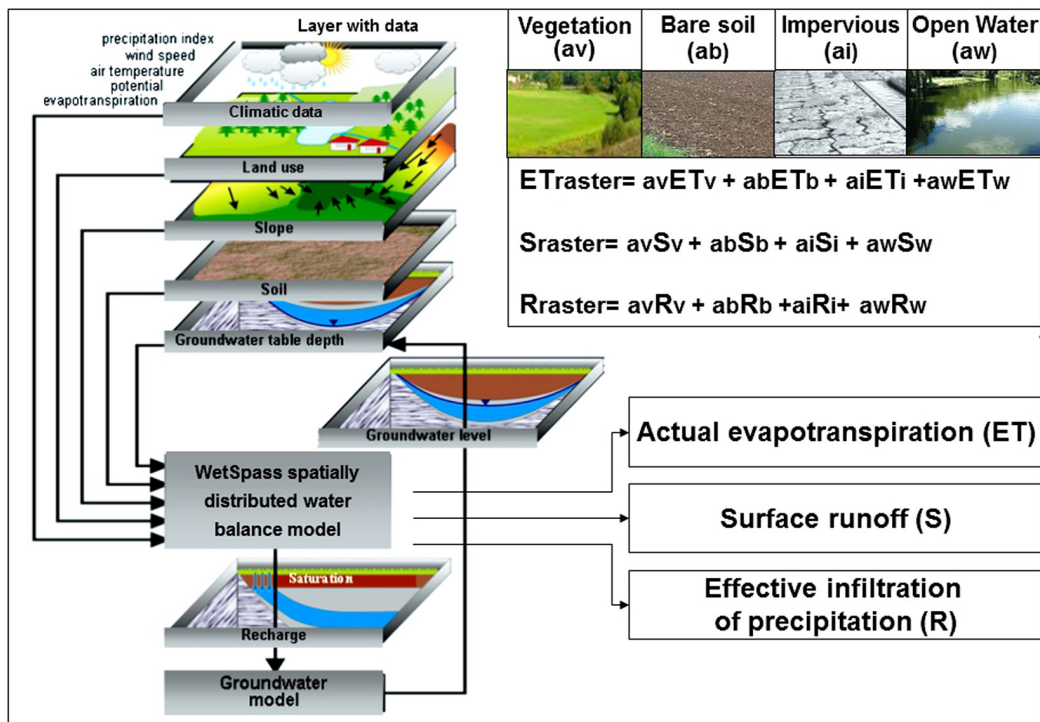 Layer with data
precipitation index
wind speed
air temperature
potential
evapotranspiration
Climatic data
Land use
Slope
Soil
Groundwater table depth
Groundwater level
WetSpass spatially
distributed water
balance model
Saturation
Recharge
Groundwater
model
Vegetation
(av)
Bare soil
(ab)
Impervious
(ai)
Open Water
(aw)
ETraster= avETv + abETb + aiETi +awETw
Sraster= avSv + abSb + aiSi + awSw
Rraster= avRv + abRb +aiRi+ awRw
Actual evapotranspiration (ET)
Surface runoff (S)
Effective infiltration
of precipitation (R)